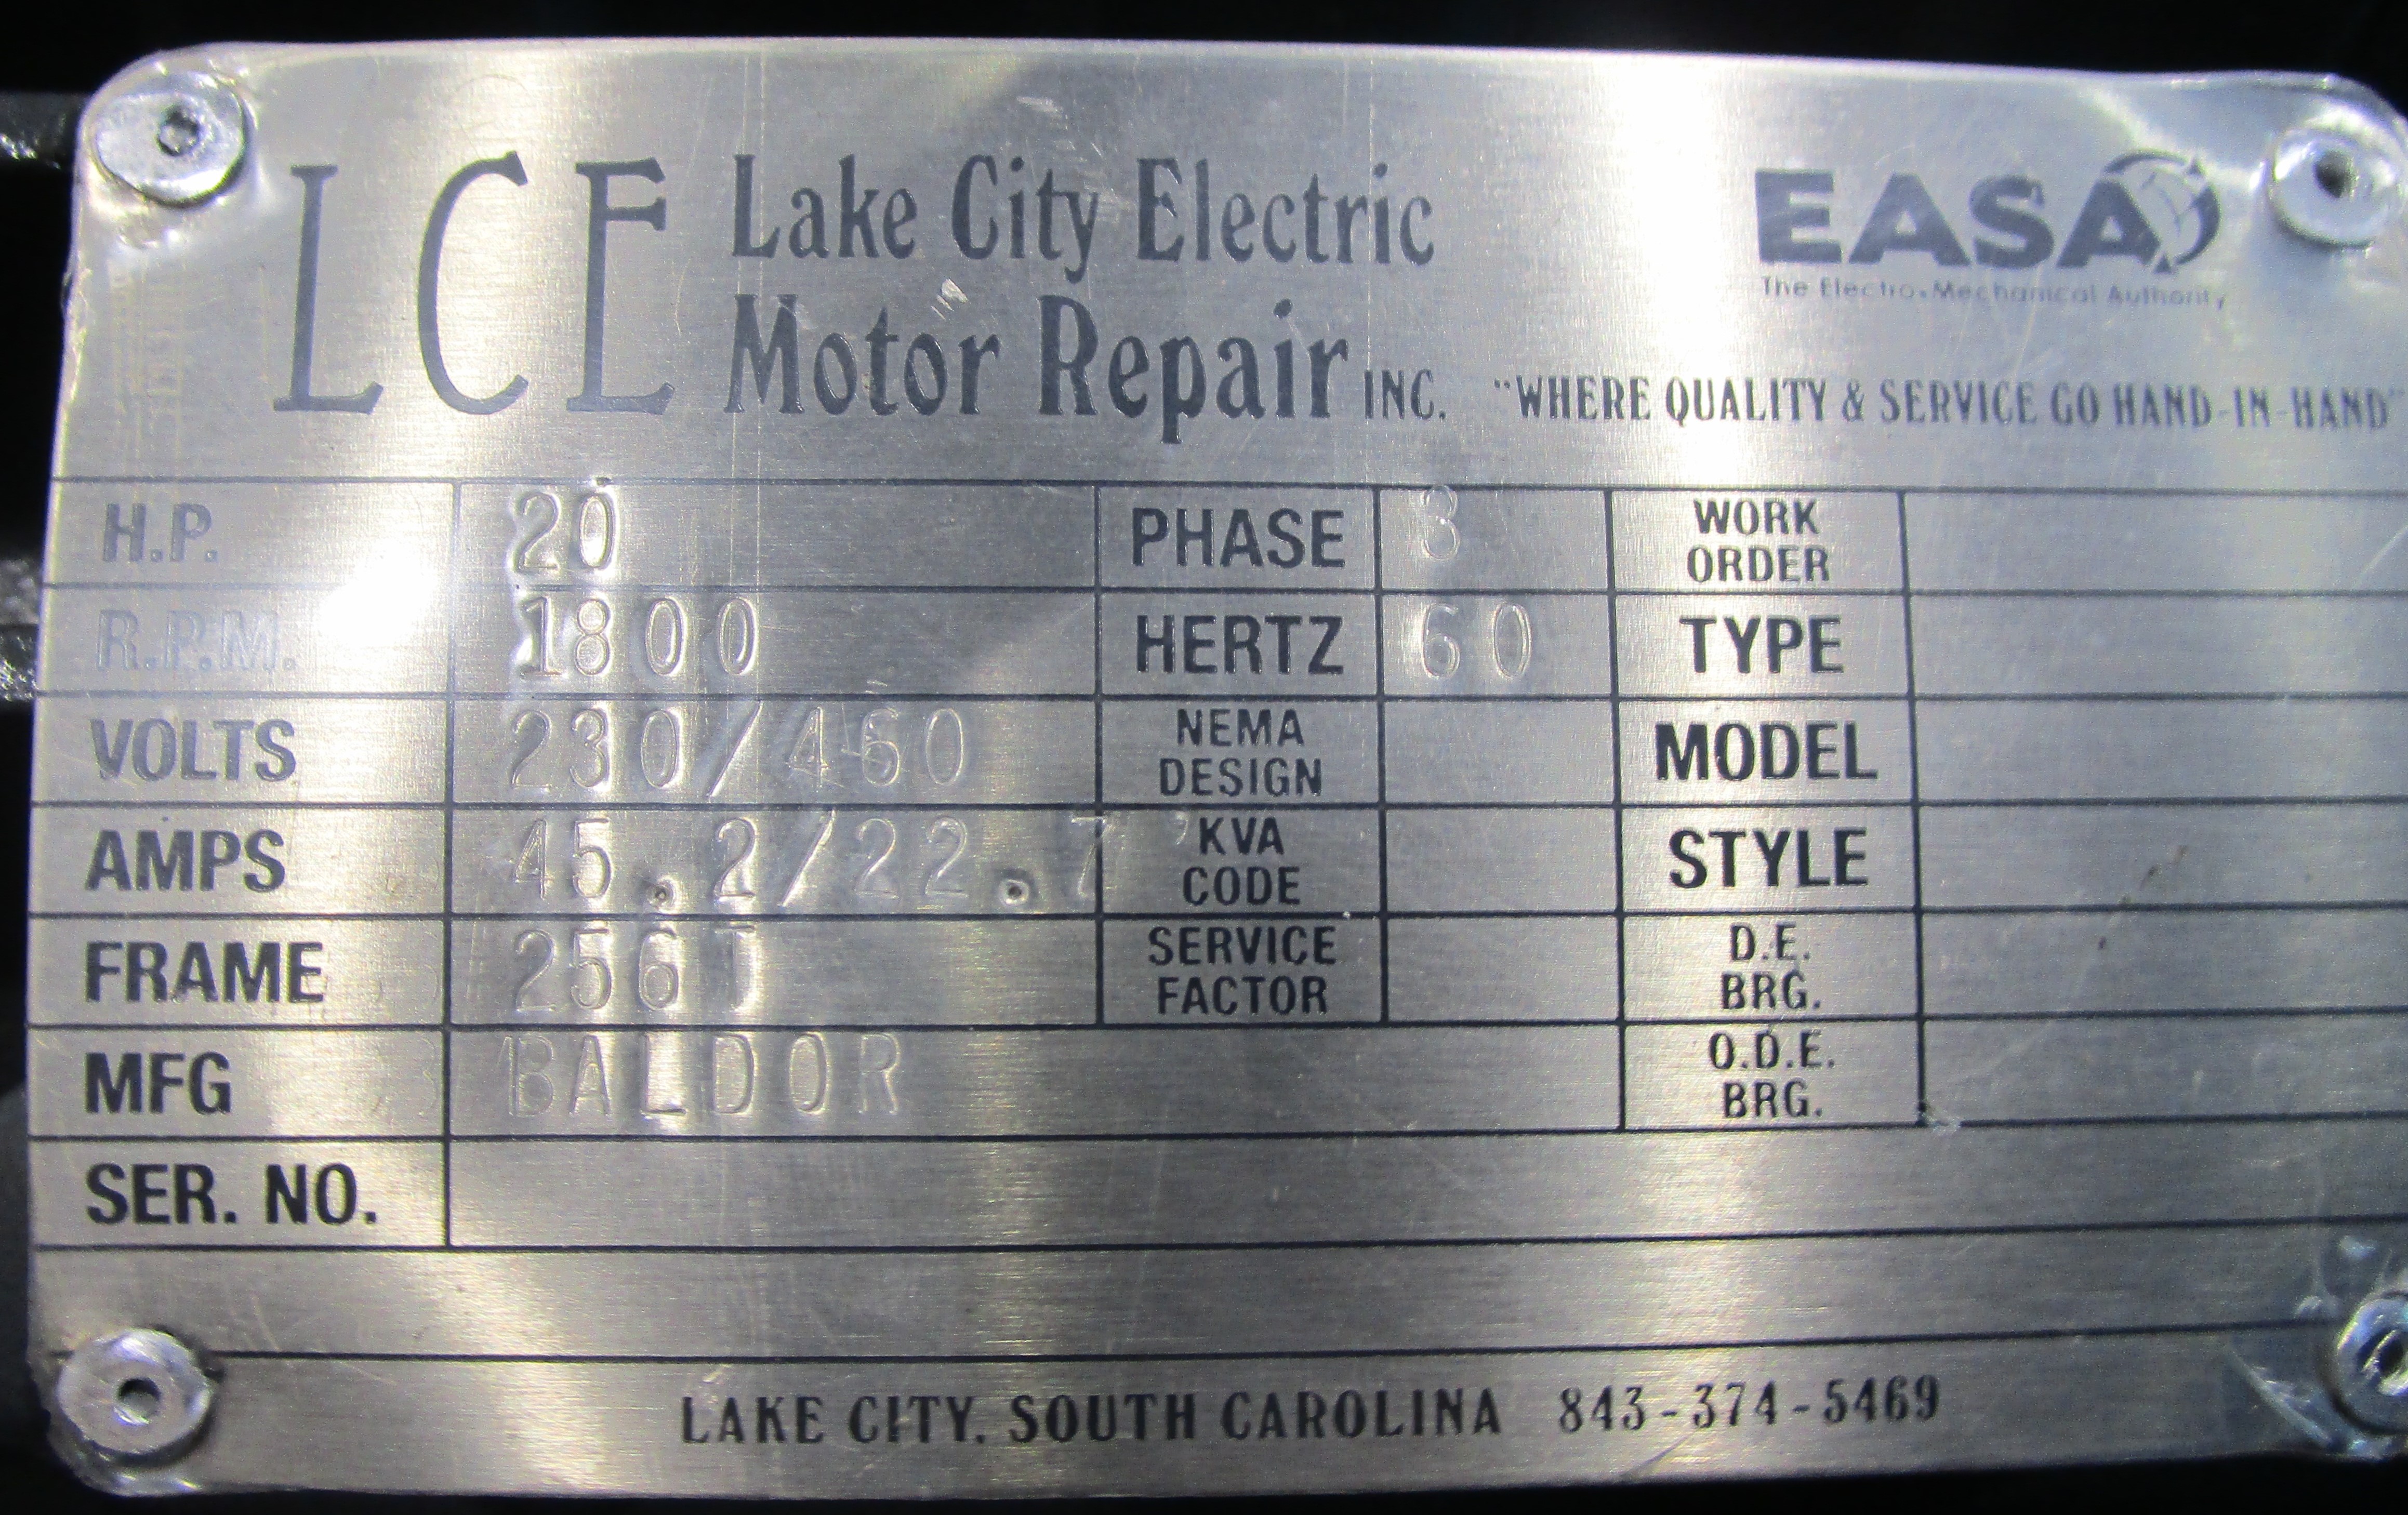 LCE Lake City Electric
Motor Repair INC.
EASA
The Electro•Mechanical Authority
"WHERE QUALITY & SERVICE GO HAND-IN-HAND"
H.P. 20 PHASE 3 WORK ORDER
R.P.M. 1800 HERTZ 60 TYPE
VOLTS 230/460 NEMA DESIGN MODEL
AMPS 45.2/22.7 KVA CODE STYLE
FRAME 256T SERVICE FACTOR D.E. BRG.
MFG BALDOR O.D.E. BRG.
SER. NO.
LAKE CITY, SOUTH CAROLINA 843-374-5469